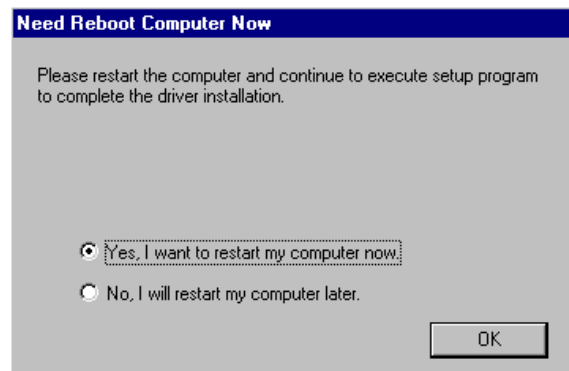 Need Reboot Computer Now
Please restart the computer and continue to execute setup program
to complete the driver installation.
Yes, I want to restart my computer now.
No, I will restart my computer later.
OK